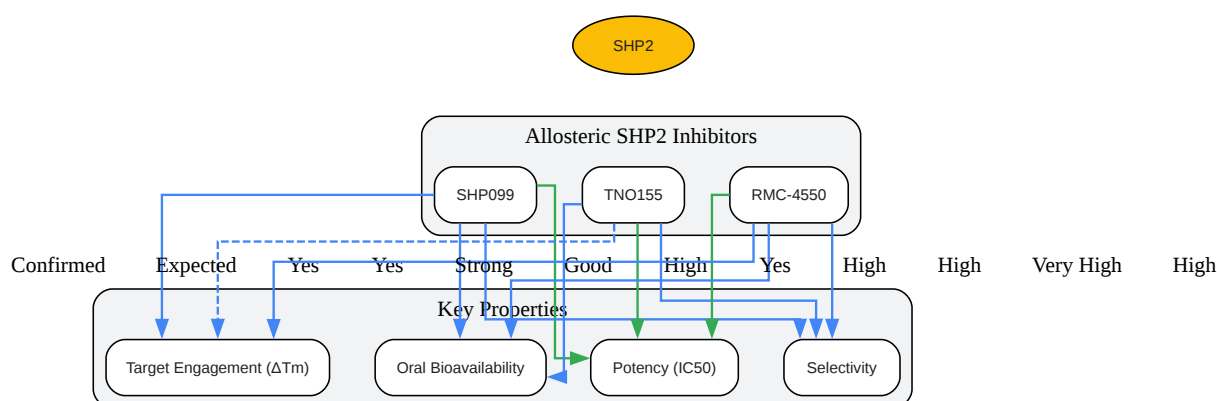 SHP2
Allosteric SHP2 Inhibitors
SHP099 TNO155 RMC-4550
Confirmed Expected Yes Yes Strong Good High Yes High High Very High High
Key Properties
Target Engagement (ΔTm) Oral Bioavailability Potency (IC50) Selectivity